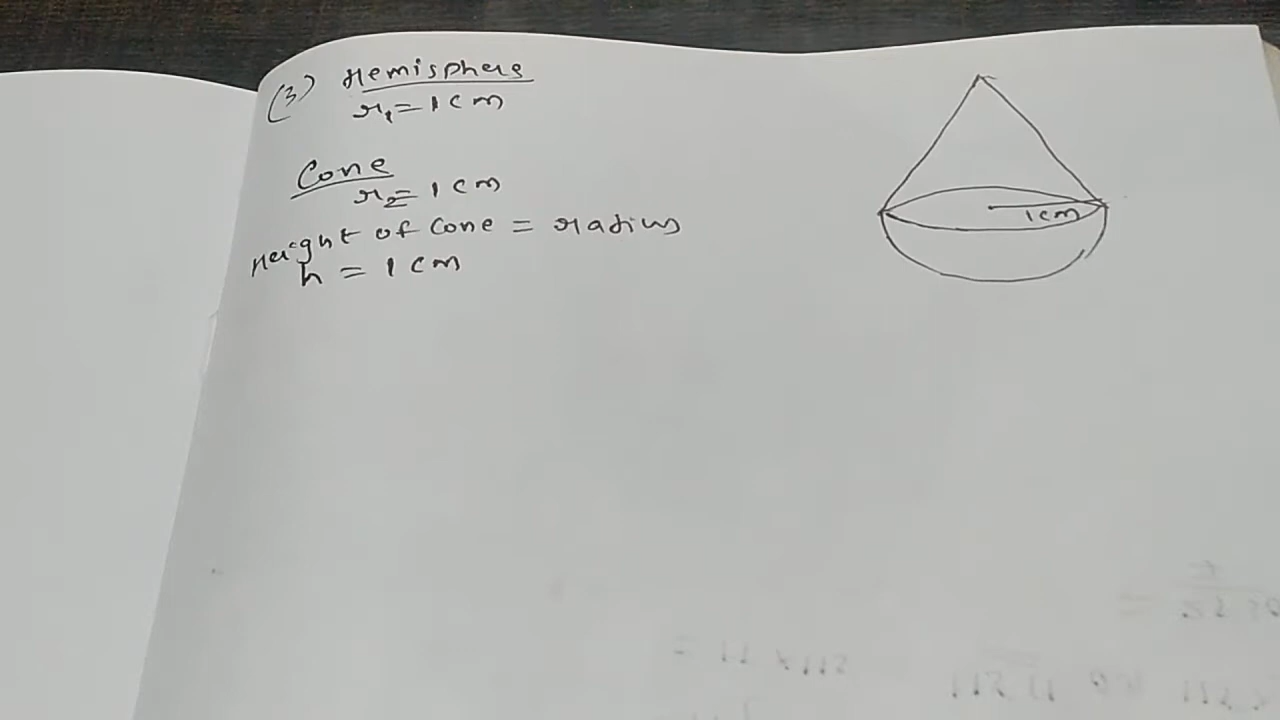 (3) Hemisphere
r₁ = 1 cm
Cone
r₂ = 1 cm
Height of Cone = radius
h = 1 cm
1cm